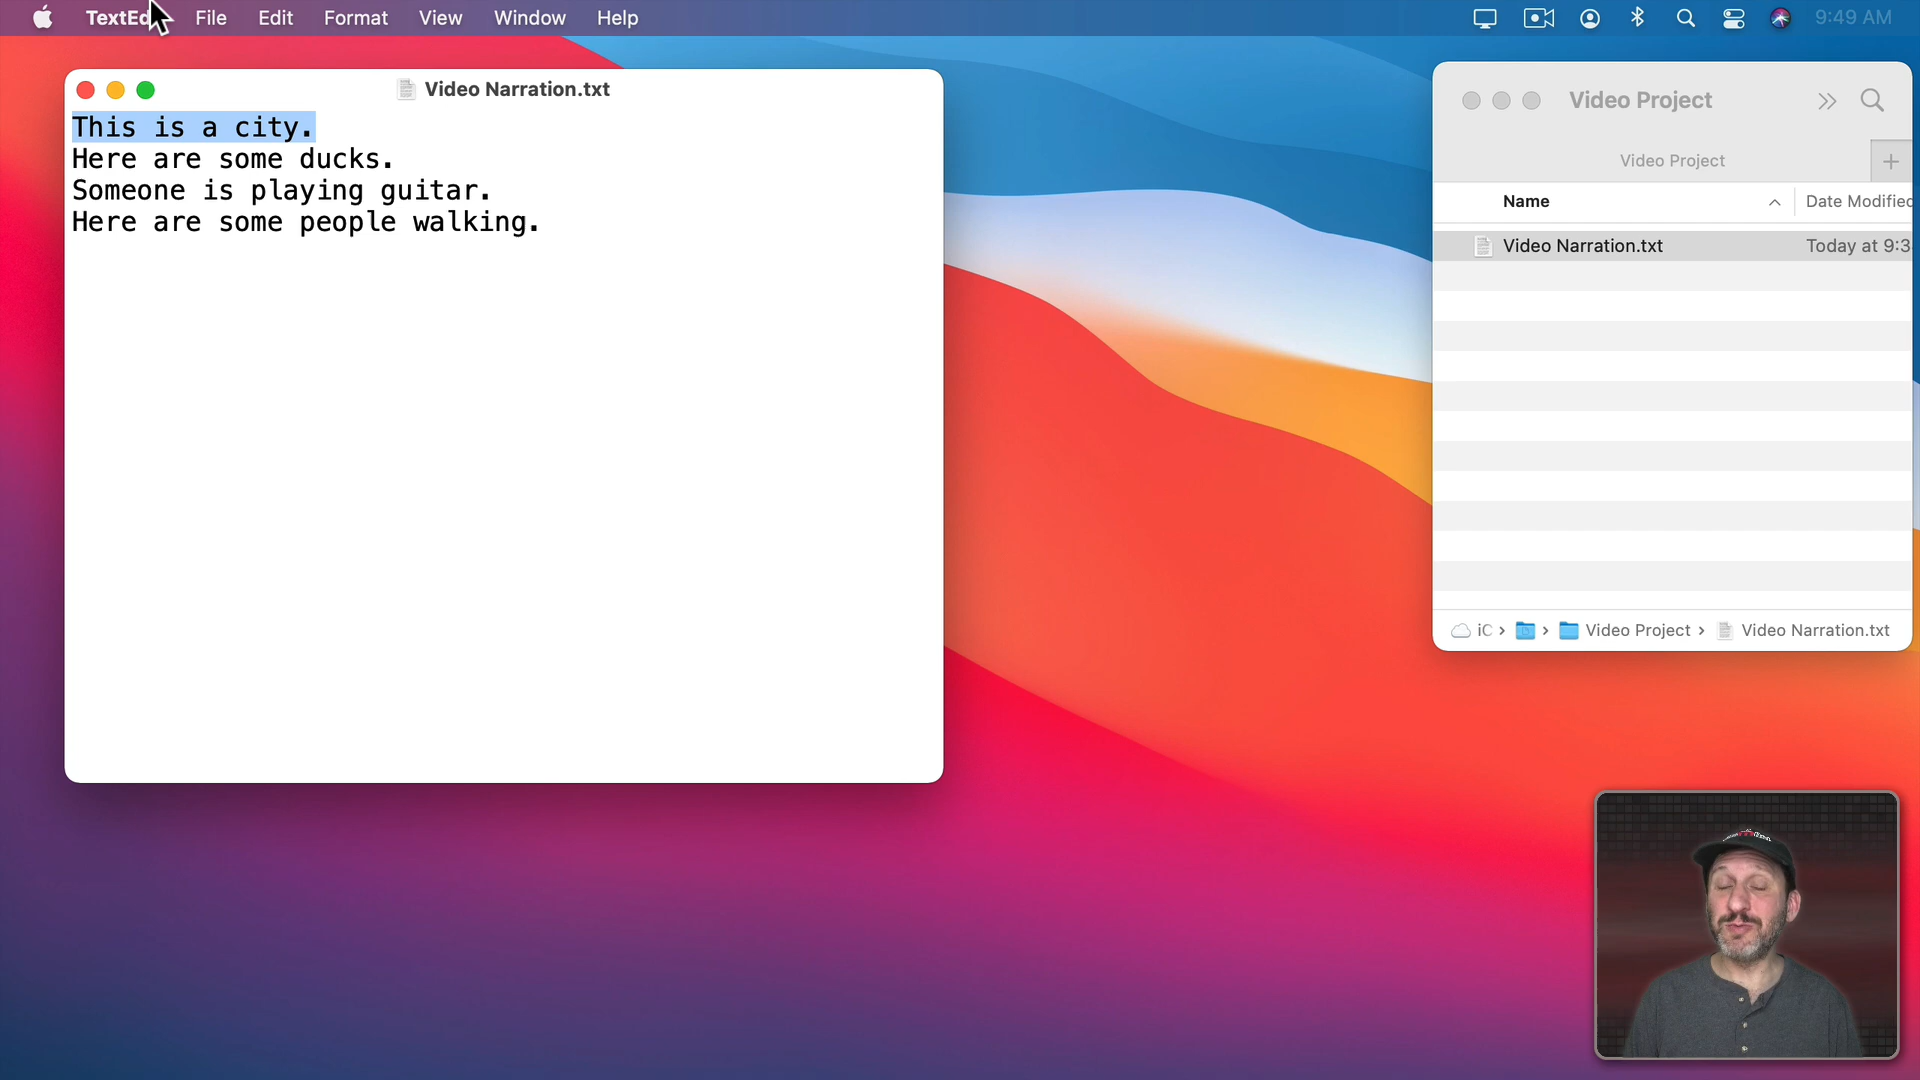 TextEd File Edit Format View Window Help 9:49 AM
Video Narration.txt
This is a city.
Here are some ducks.
Someone is playing guitar.
Here are some people walking.
Video Project
Video Project
Name Date Modified
Video Narration.txt Today at 9:3
iC › › Video Project › Video Narration.txt